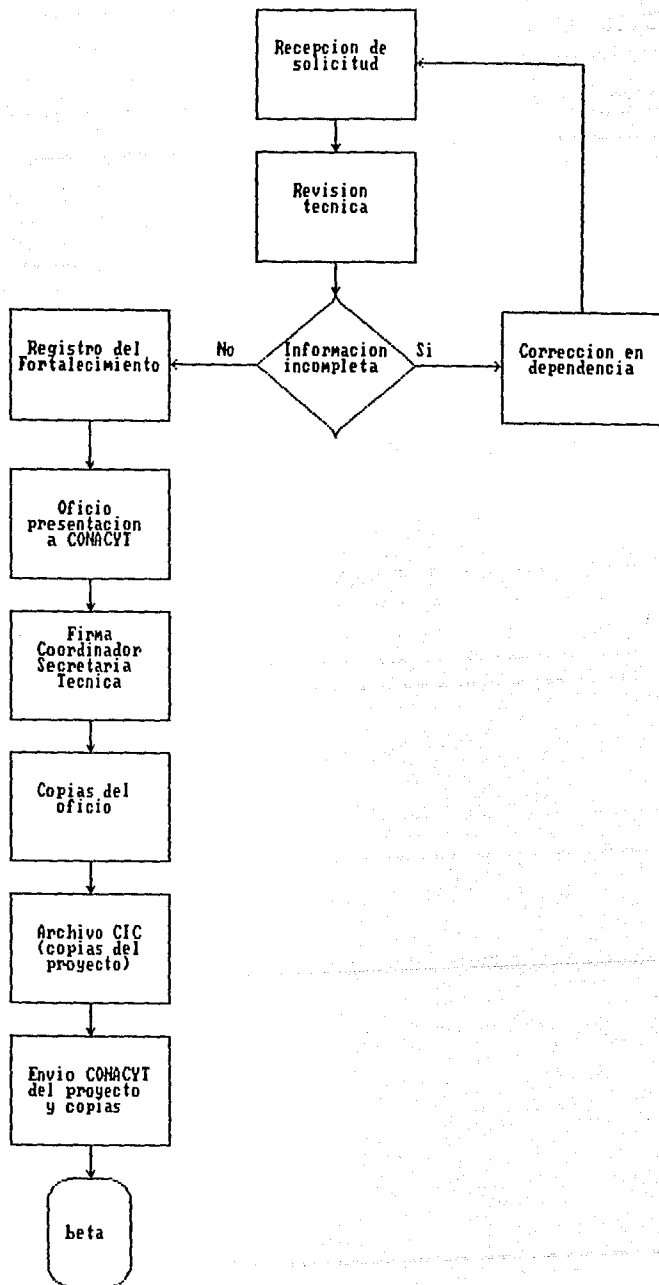 Recepcion de
solicitud
Revision
tecnica
Informacion
incompleta
No
Si
Registro del
Fortalecimiento
Correccion en
dependencia
Oficio
presentacion
a CONACYT
Firma
Coordinador
Secretaria
Tecnica
Copias del
oficio
Archivo CIC
(copias del
proyecto)
Envio CONACYT
del proyecto
y copias
beta